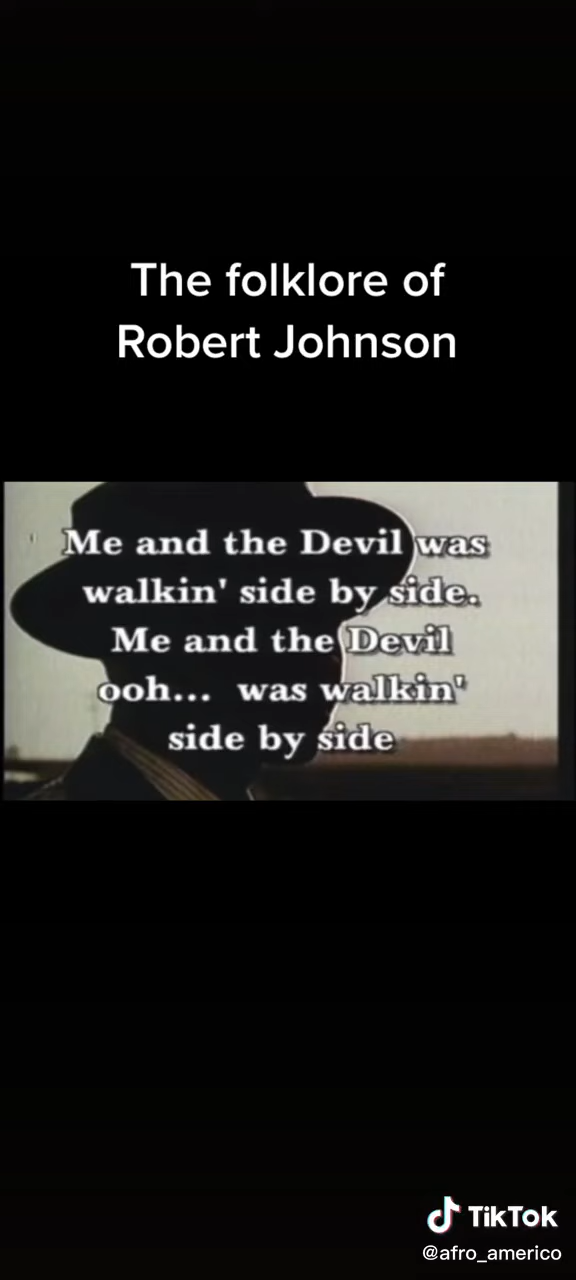 The folklore of
Robert Johnson
Me and the Devil was
walkin' side by side.
Me and the Devil
ooh... was walkin'
side by side
TikTok
@afro_americo